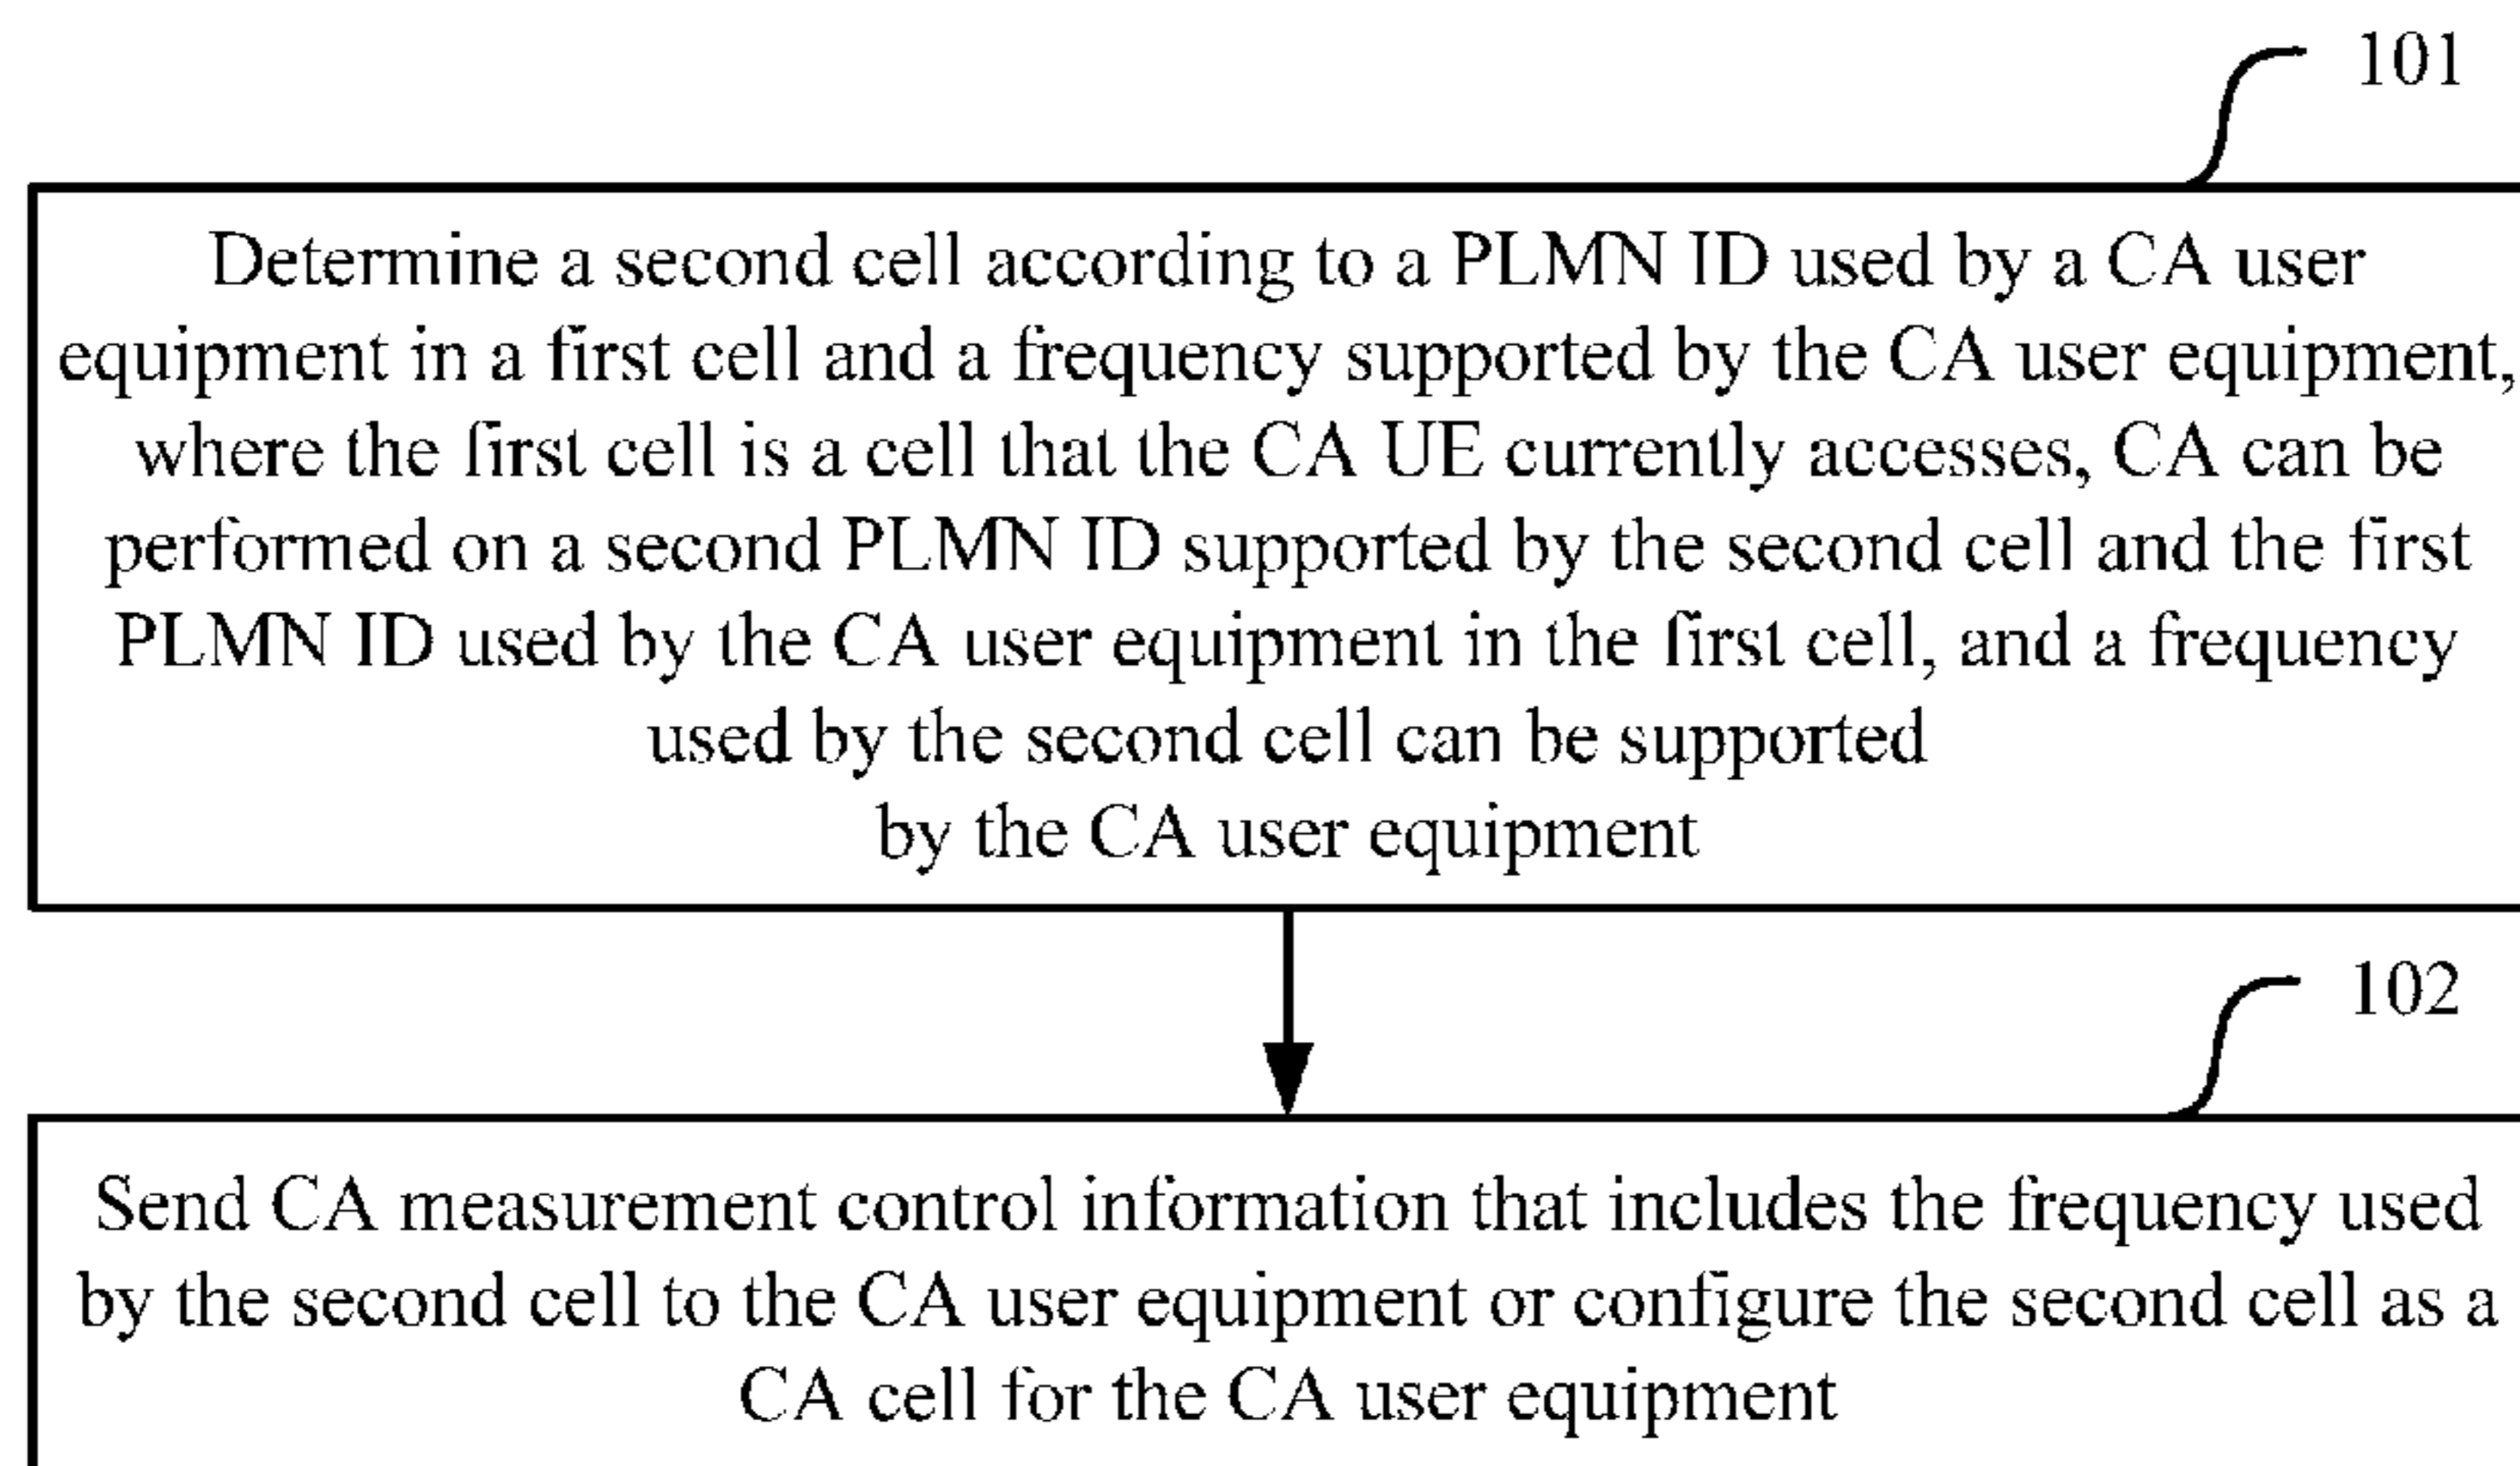 101
Determine a second cell according to a PLMN ID used by a CA user
equipment in a first cell and a frequency supported by the CA user equipment,
where the first cell is a cell that the CA UE currently accesses, CA can be
performed on a second PLMN ID supported by the second cell and the first
PLMN ID used by the CA user equipment in the first cell, and a frequency
used by the second cell can be supported
by the CA user equipment
102
Send CA measurement control information that includes the frequency used
by the second cell to the CA user equipment or configure the second cell as a
CA cell for the CA user equipment